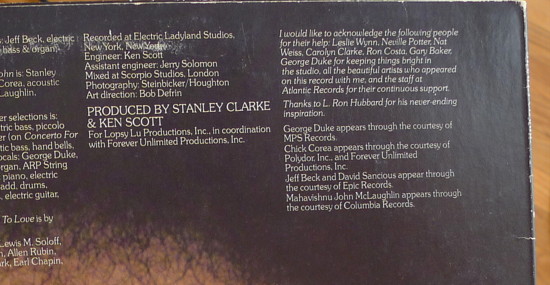 s: Jeff Beck, electric
bass & organ,
ohn is: Stanley
Corea, acoustic
Laughlin,
er selections is:
tric bass, piccolo
er (on Concerto For
tic bass, hand bells,
ocals: George Duke,
rgan, ARP String
piano, electric
add. drums,
, electric guitar,
To Love is by
Lewis M. Soloff,
n, Allen Rubin,
rk, Earl Chapin,
Recorded at Electric Ladyland Studios,
New York, New York
Engineer: Ken Scott
Assistant engineer: Jerry Solomon
Mixed at Scorpio Studios, London
Photography: Steinbicker/Houghton
Art direction: Bob Defrin
PRODUCED BY STANLEY CLARKE
& KEN SCOTT
For Lopsy Lu Productions, Inc., in coordination
with Forever Unlimited Productions, Inc.
I would like to acknowledge the following people
for their help: Leslie Wynn, Neville Potter, Nat
Weiss, Carolyn Clarke, Ron Costa, Gary Baker,
George Duke for keeping things bright in
the studio, all the beautiful artists who appeared
on this record with me, and the staff at
Atlantic Records for their continuous support.
Thanks to L. Ron Hubbard for his never-ending
inspiration.
George Duke appears through the courtesy of
MPS Records.
Chick Corea appears through the courtesy of
Polydor, Inc., and Forever Unlimited
Productions, Inc.
Jeff Beck and David Sancious appear through
the courtesy of Epic Records.
Mahavishnu John McLaughlin appears through
the courtesy of Columbia Records.